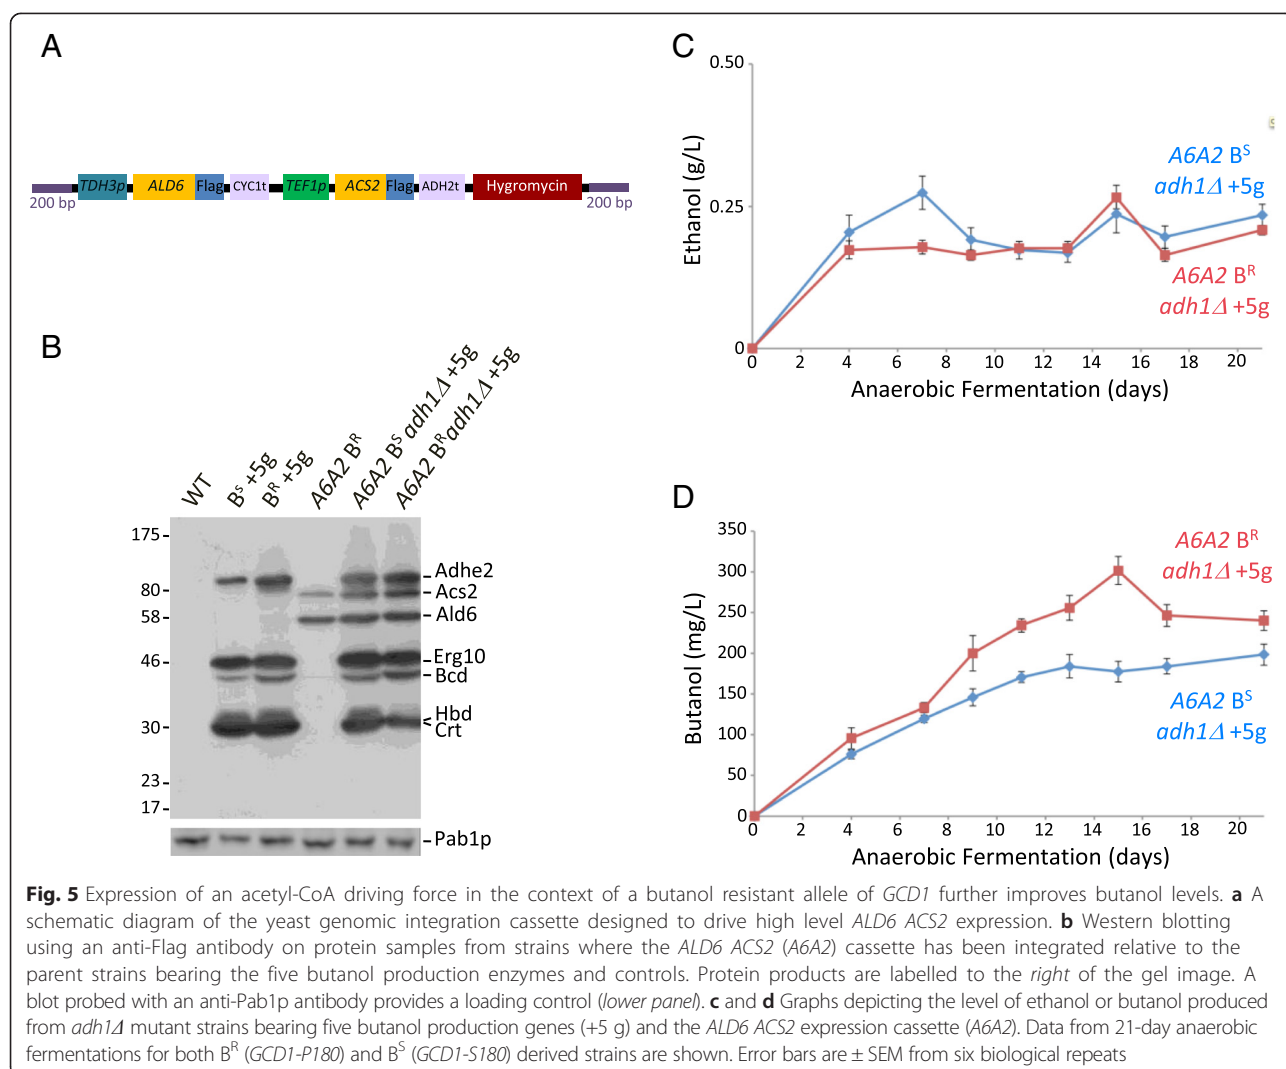 A
TDH3p ALD6 Flag CYC1t TEF1p ACS2 Flag ADH2t Hygromycin
200 bp 200 bp
B
WT
Bˢ +5g
Bᴿ +5g
A6A2 Bᴿ
A6A2 Bˢ adh1Δ +5g
A6A2 Bᴿ adh1Δ +5g
175
80
58
46
30
23
17
Adhe2
Acs2
Ald6
Erg10
Bcd
Hbd
Crt
Pab1p
C
Ethanol (g/L)
0.50
0.25
0
0 2 4 6 8 10 12 14 16 18 20
Anaerobic Fermentation (days)
A6A2 Bˢ
adh1Δ +5g
A6A2 Bᴿ
adh1Δ +5g
D
Butanol (mg/L)
350
300
250
200
150
100
50
0
0 2 4 6 8 10 12 14 16 18 20
Anaerobic Fermentation (days)
A6A2 Bᴿ
adh1Δ +5g
A6A2 Bˢ
adh1Δ +5g
Fig. 5 Expression of an acetyl-CoA driving force in the context of a butanol resistant allele of GCD1 further improves butanol levels. a A
schematic diagram of the yeast genomic integration cassette designed to drive high level ALD6 ACS2 expression. b Western blotting
using an anti-Flag antibody on protein samples from strains where the ALD6 ACS2 (A6A2) cassette has been integrated relative to the
parent strains bearing the five butanol production enzymes and controls. Protein products are labelled to the right of the gel image. A
blot probed with an anti-Pab1p antibody provides a loading control (lower panel). c and d Graphs depicting the level of ethanol or butanol produced
from adh1Δ mutant strains bearing five butanol production genes (+5 g) and the ALD6 ACS2 expression cassette (A6A2). Data from 21-day anaerobic
fermentations for both Bᴿ (GCD1-P180) and Bˢ (GCD1-S180) derived strains are shown. Error bars are ± SEM from six biological repeats